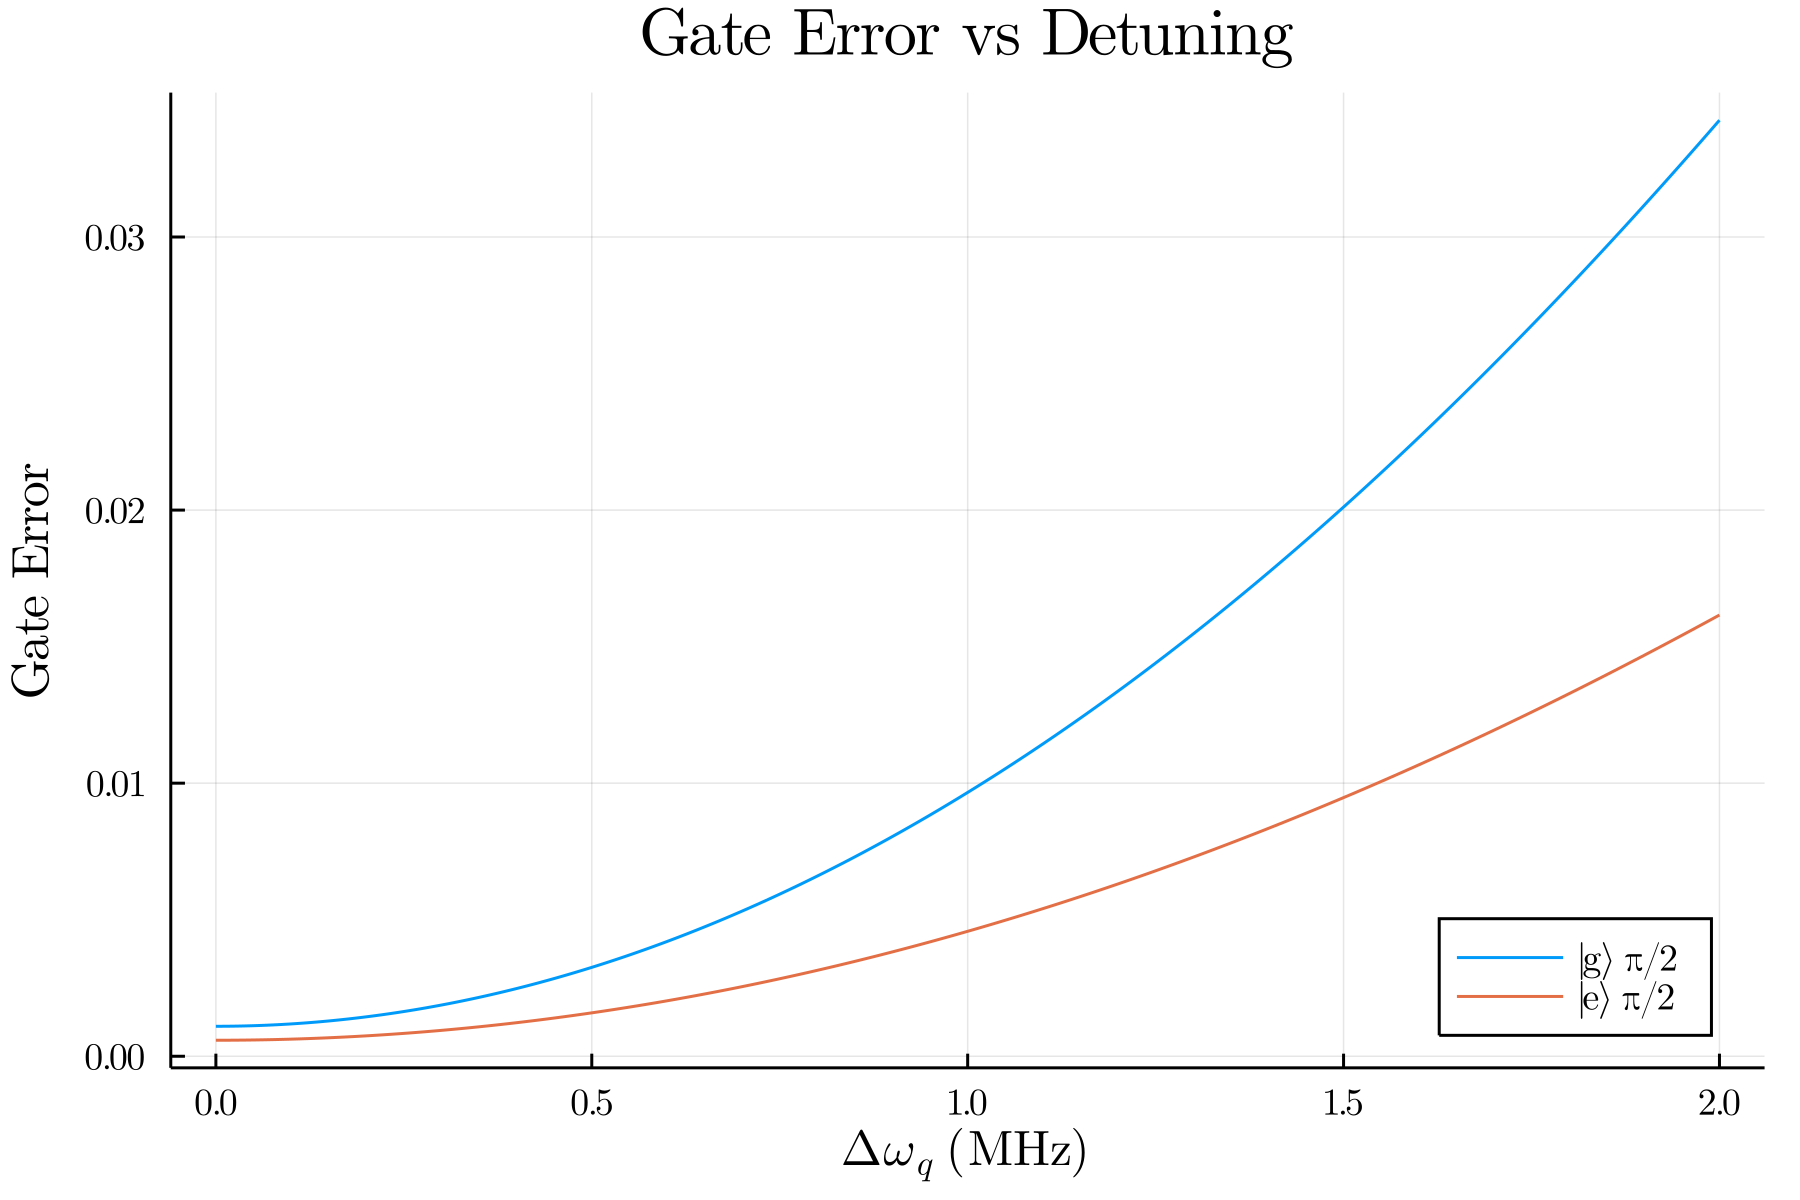 Gate Error vs Detuning
Gate Error
0.03
0.02
0.01
0.00
0.0 0.5 1.0 1.5 2.0
Δω_q (MHz)
|g⟩ π/2
|e⟩ π/2